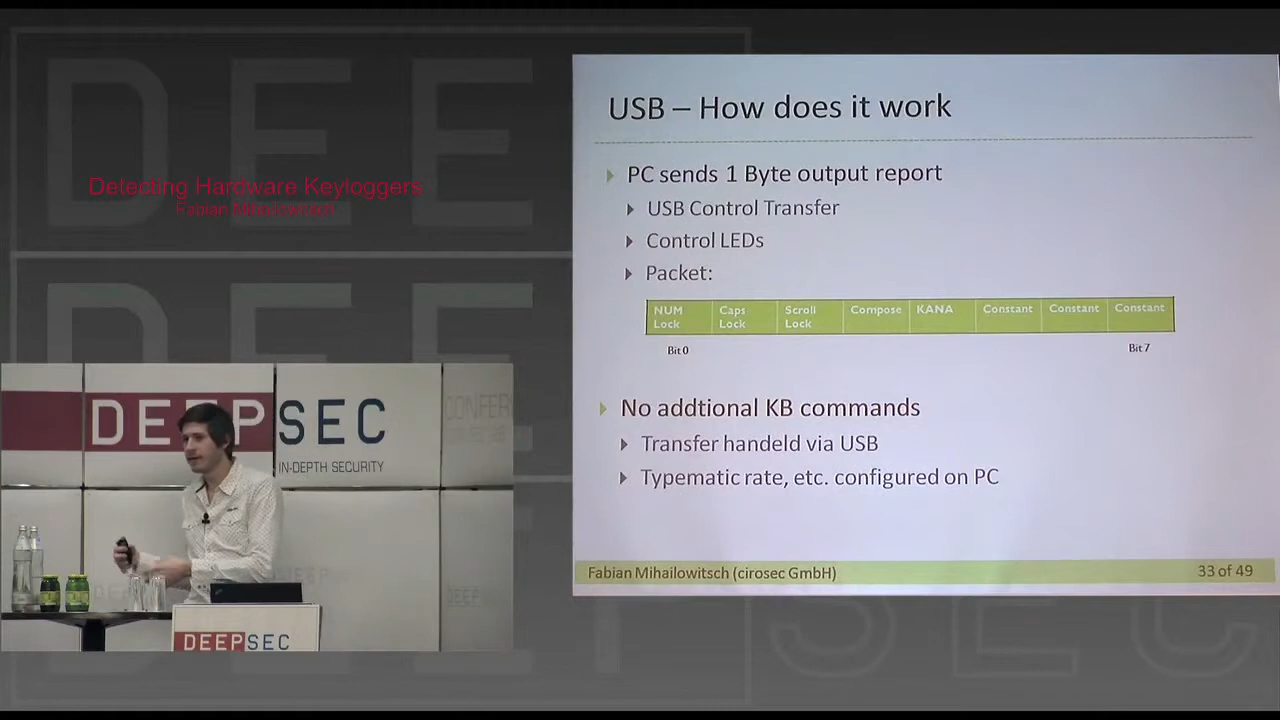 DEE
Detecting Hardware Keyloggers
Fabian Mihailowitsch
DEE
DEEPSEC
IN-DEPTH SECURITY
DEEPSEC
USB – How does it work
PC sends 1 Byte output report
USB Control Transfer
Control LEDs
Packet:
NUM Lock
Caps Lock
Scroll Lock
Compose
KANA
Constant
Constant
Constant
Bit 0
Bit 7
No addtional KB commands
Transfer handeld via USB
Typematic rate, etc. configured on PC
Fabian Mihailowitsch (cirosec GmbH)
33 of 49